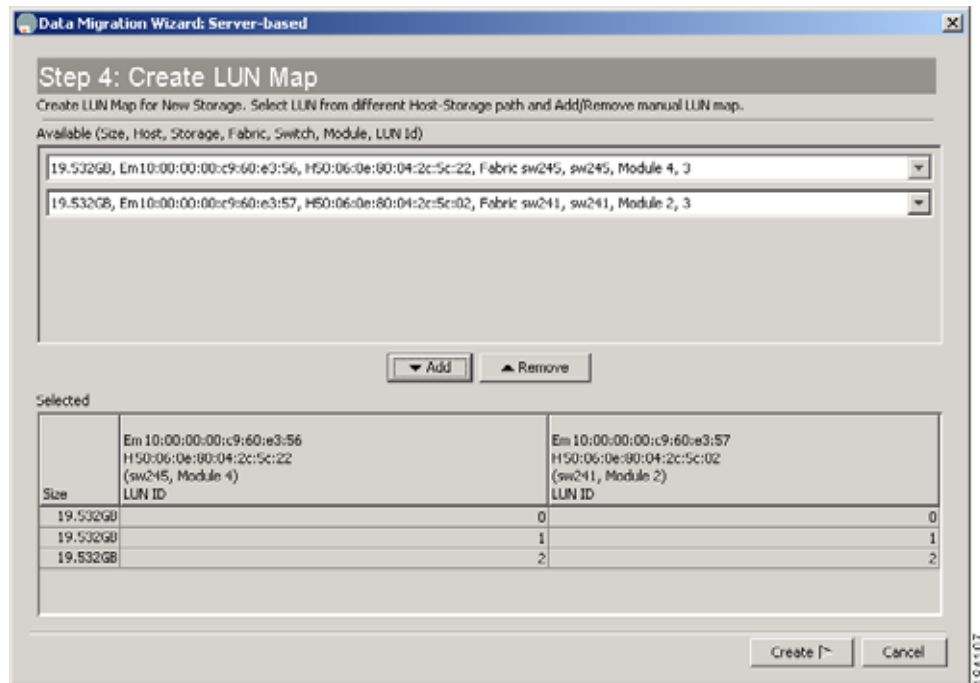 Data Migration Wizard: Server-based
Step 4: Create LUN Map
Create LUN Map for New Storage. Select LUN from different Host-Storage path and Add/Remove manual LUN map.
Available (Size, Host, Storage, Fabric, Switch, Module, LUN Id)
19.532GB, Em10:00:00:00:c9:60:e3:56, H50:06:0e:80:04:2c:5c:22, Fabric sw245, sw245, Module 4, 3
19.532GB, Em10:00:00:00:c9:60:e3:57, H50:06:0e:80:04:2c:5c:02, Fabric sw241, sw241, Module 2, 3
Add
Remove
Selected
Size
Em10:00:00:00:c9:60:e3:56
H50:06:0e:80:04:2c:5c:22
(sw245, Module 4)
LUN ID
Em10:00:00:00:c9:60:e3:57
H50:06:0e:80:04:2c:5c:02
(sw241, Module 2)
LUN ID
19.532GB 0 0
19.532GB 1 1
19.532GB 2 2
Create
Cancel